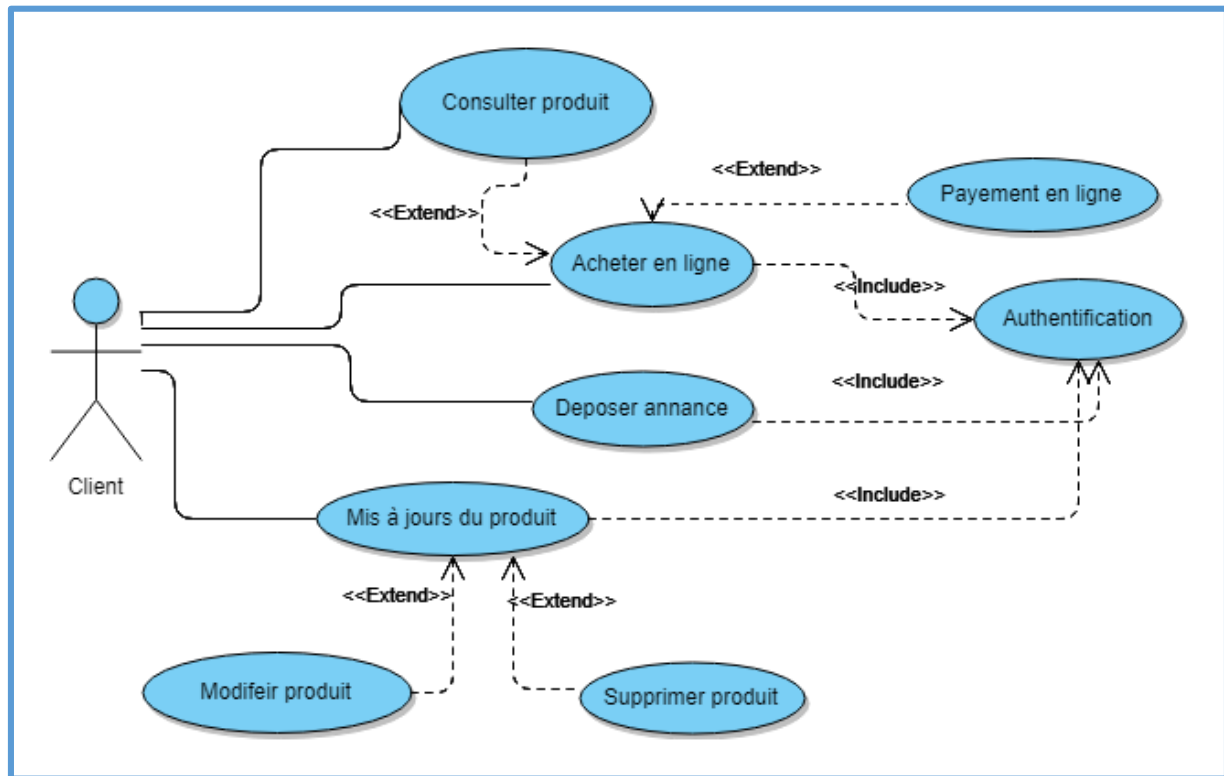 Consulter produit
<<Extend>>
Payement en ligne
<<Extend>>
Acheter en ligne
<<Include>>
Authentification
<<Include>>
Deposer annance
Client
<<Include>>
Mis à jours du produit
<<Extend>>
<<Extend>>
Modifeir produit
Supprimer produit